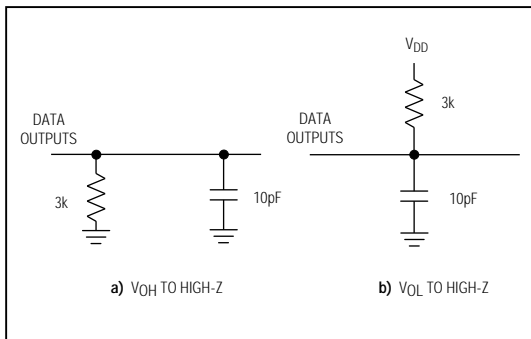 DATA
OUTPUTS
3k
10pF
a) VOH TO HIGH-Z
VDD
3k
DATA
OUTPUTS
10pF
b) VOL TO HIGH-Z